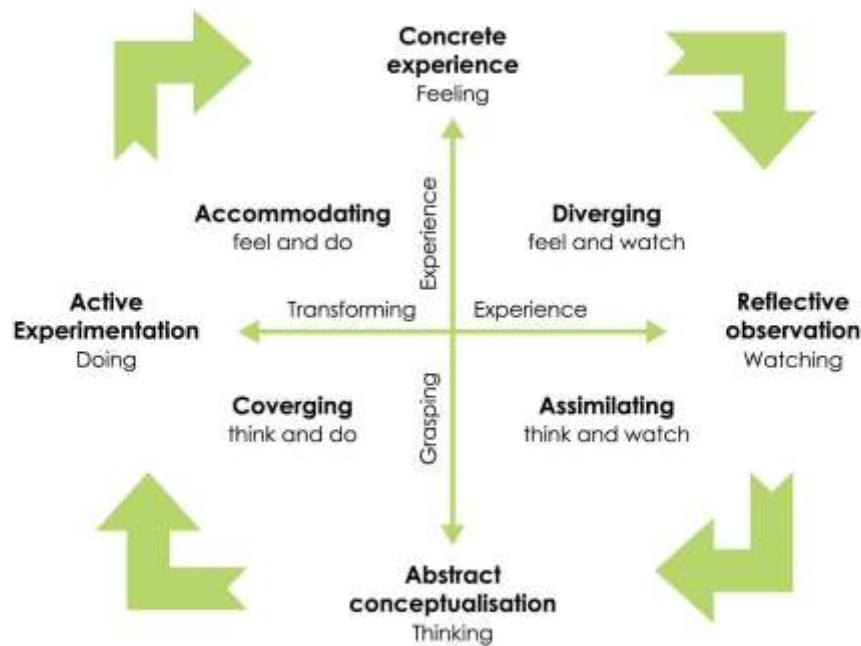 Concrete
experience
Feeling
Accommodating
feel and do
Experience
Diverging
feel and watch
Active
Experimentation
Doing
Transforming
Experience
Reflective
observation
Watching
Coverging
think and do
Grasping
Assimilating
think and watch
Abstract
conceptualisation
Thinking